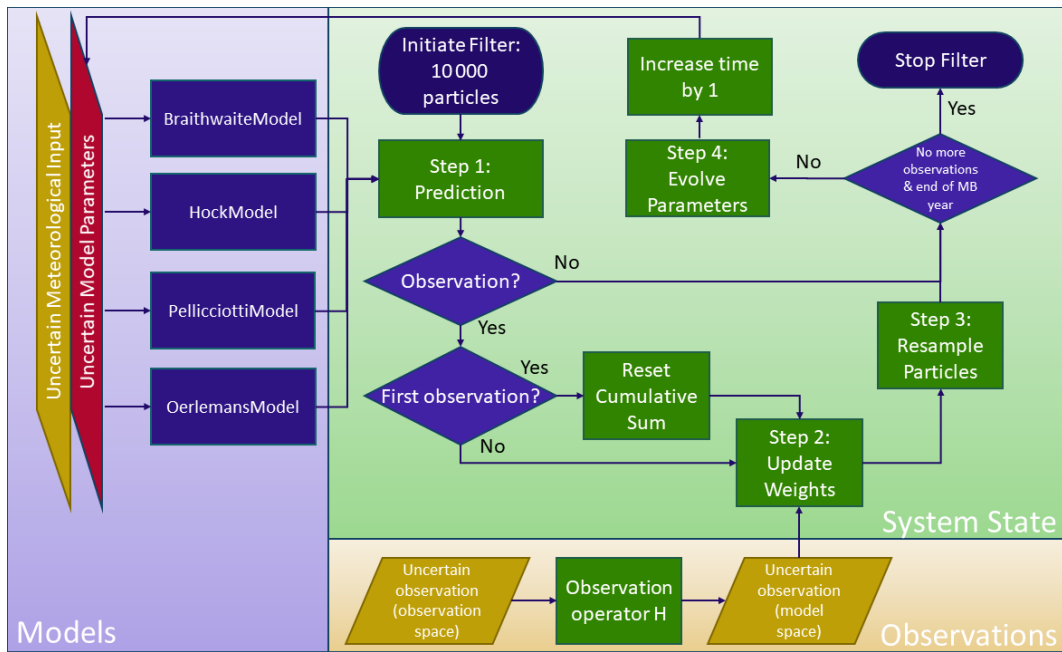 Uncertain Meteorological Input
Uncertain Model Parameters
BraithwaiteModel
HockModel
PellicciottiModel
OerlemansModel
Models
Initiate Filter:
10 000
particles
Step 1:
Prediction
Observation?
No
Yes
First observation?
Yes
No
Reset
Cumulative
Sum
Step 2:
Update
Weights
Step 3:
Resample
Particles
No more
observations
& end of MB
year
No
Yes
Step 4:
Evolve
Parameters
Increase time
by 1
Stop Filter
System State
Uncertain
observation
(observation
space)
Observation
operator H
Uncertain
observation
(model
space)
Observations